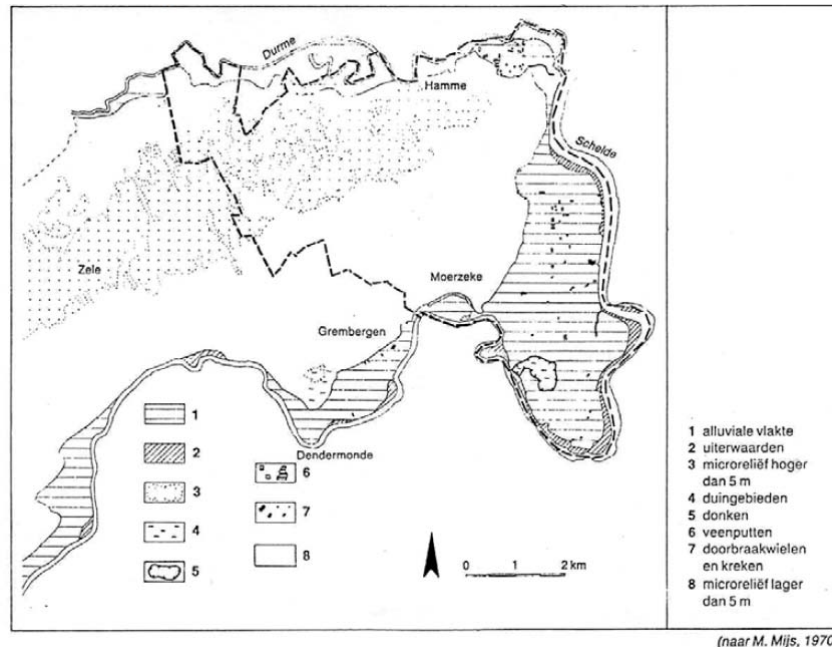 Durme
Hamme
Schelde
Zele
Moerzeke
Grembergen
Dendermonde
1
2
3
4
5
6
7
8
0 1 2 km
1 alluviale vlakte
2 uiterwaarden
3 microreliëf hoger
dan 5 m
4 duingebieden
5 donken
6 veenputten
7 doorbraakwielen
en kreken
8 microreliëf lager
dan 5 m
(naar M. Mijs, 1970